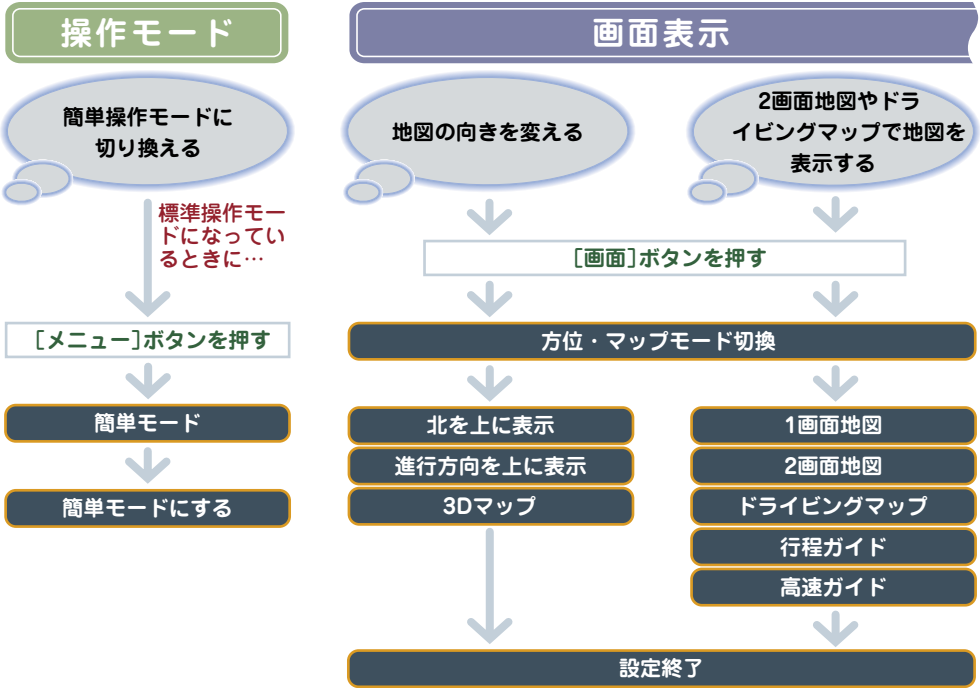 操作モード
画面表示
簡単操作モードに
切り換える
地図の向きを変える
2画面地図やドラ
イビングマップで地図を
表示する
標準操作モー
ドになってい
るときに…
[画面]ボタンを押す
[メニュー]ボタンを押す
方位・マップモード切換
簡単モード
簡単モードにする
北を上に表示
進行方向を上に表示
3Dマップ
1画面地図
2画面地図
ドライビングマップ
行程ガイド
高速ガイド
設定終了